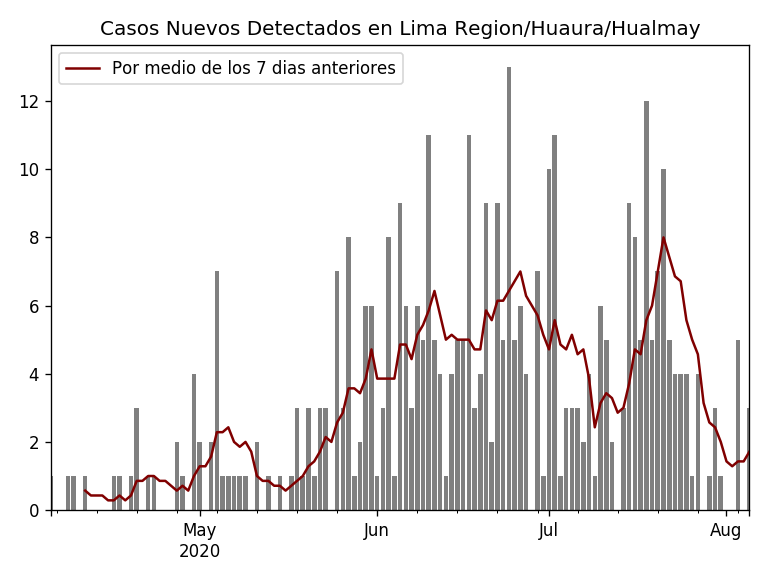 Casos Nuevos Detectados en Lima Region/Huaura/Hualmay
Por medio de los 7 dias anteriores
12
10
8
6
4
2
0
May Jun Jul Aug
2020